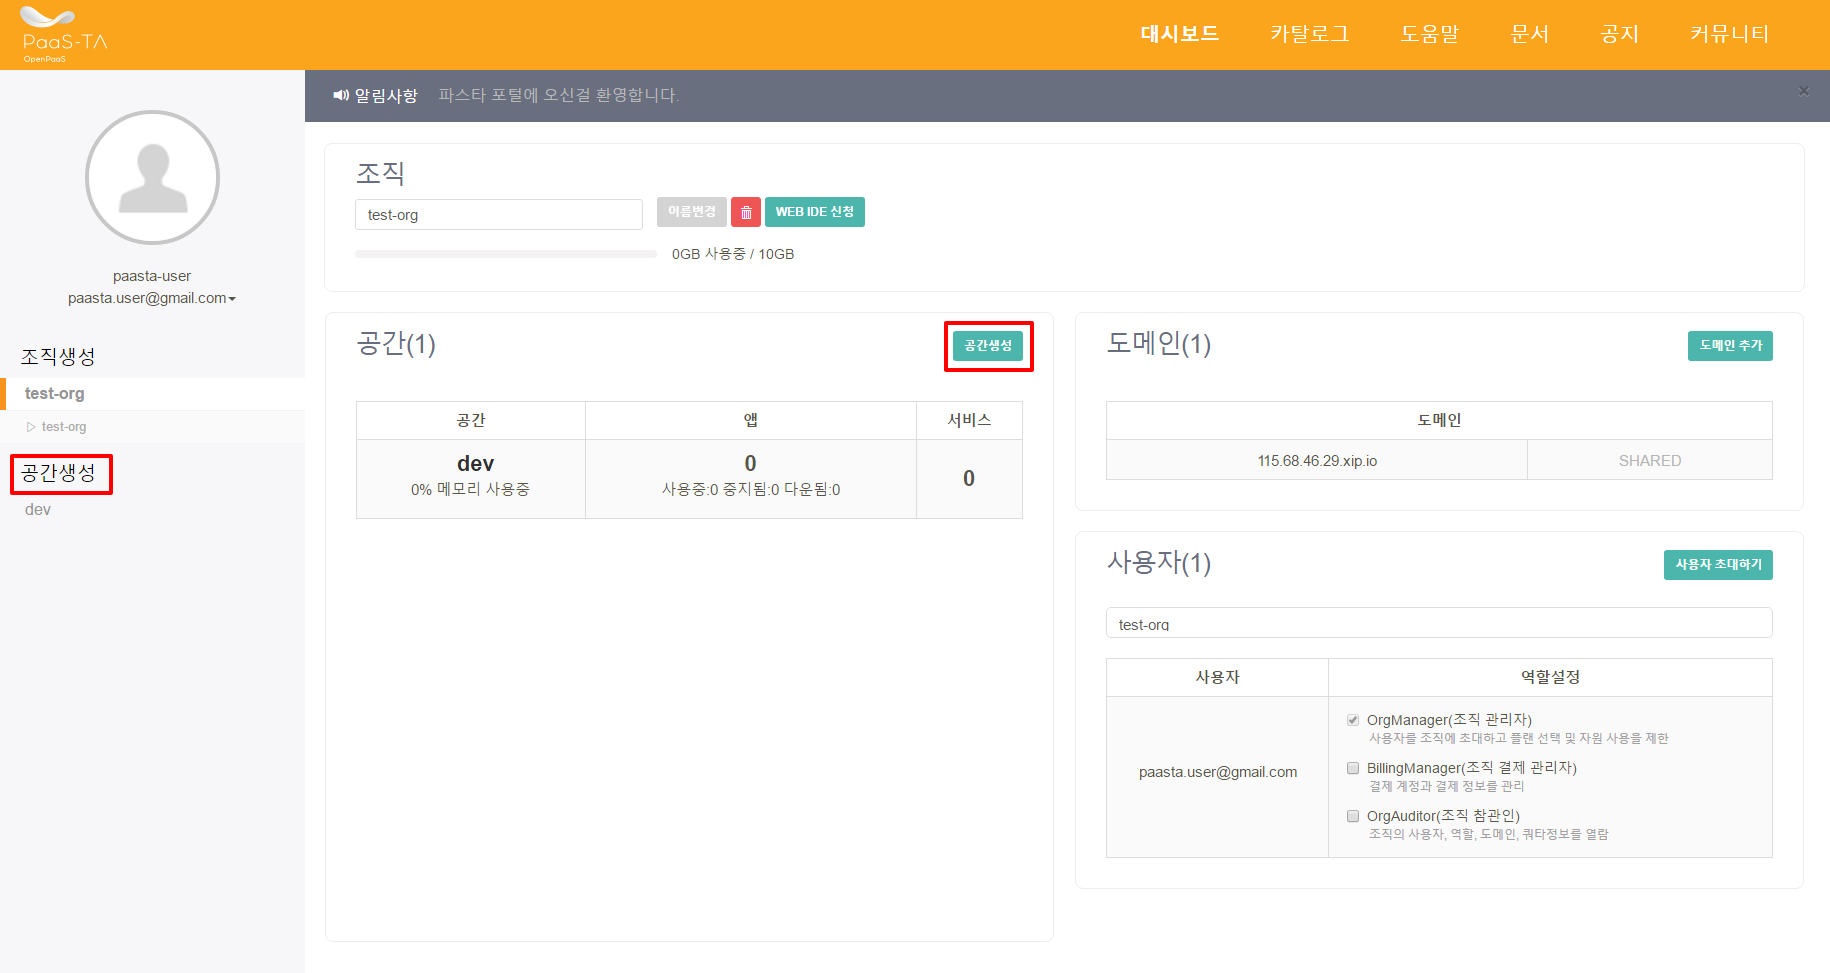 PaaS-TA
OpenPaaS
대시보드 카탈로그 도움말 문서 공지 커뮤니티
알림사항 파스타 포털에 오신걸 환영합니다.
×
paasta-user
paasta.user@gmail.com
조직생성
test-org
test-org
공간생성
dev
조직
test-org 이름변경 WEB IDE 신청
0GB 사용중 / 10GB
공간(1) 공간생성
공간 앱 서비스
dev 0 0
0% 메모리 사용중 사용중:0 중지됨:0 다운됨:0
도메인(1) 도메인 추가
도메인
115.68.46.29.xip.io SHARED
사용자(1) 사용자 초대하기
test-org
사용자 역할설정
paasta.user@gmail.com
OrgManager(조직 관리자)
사용자를 조직에 초대하고 플랜 선택 및 자원 사용을 제한
BillingManager(조직 결제 관리자)
결제 계정과 결제 정보를 관리
OrgAuditor(조직 참관인)
조직의 사용자, 역할, 도메인, 쿼타정보를 열람